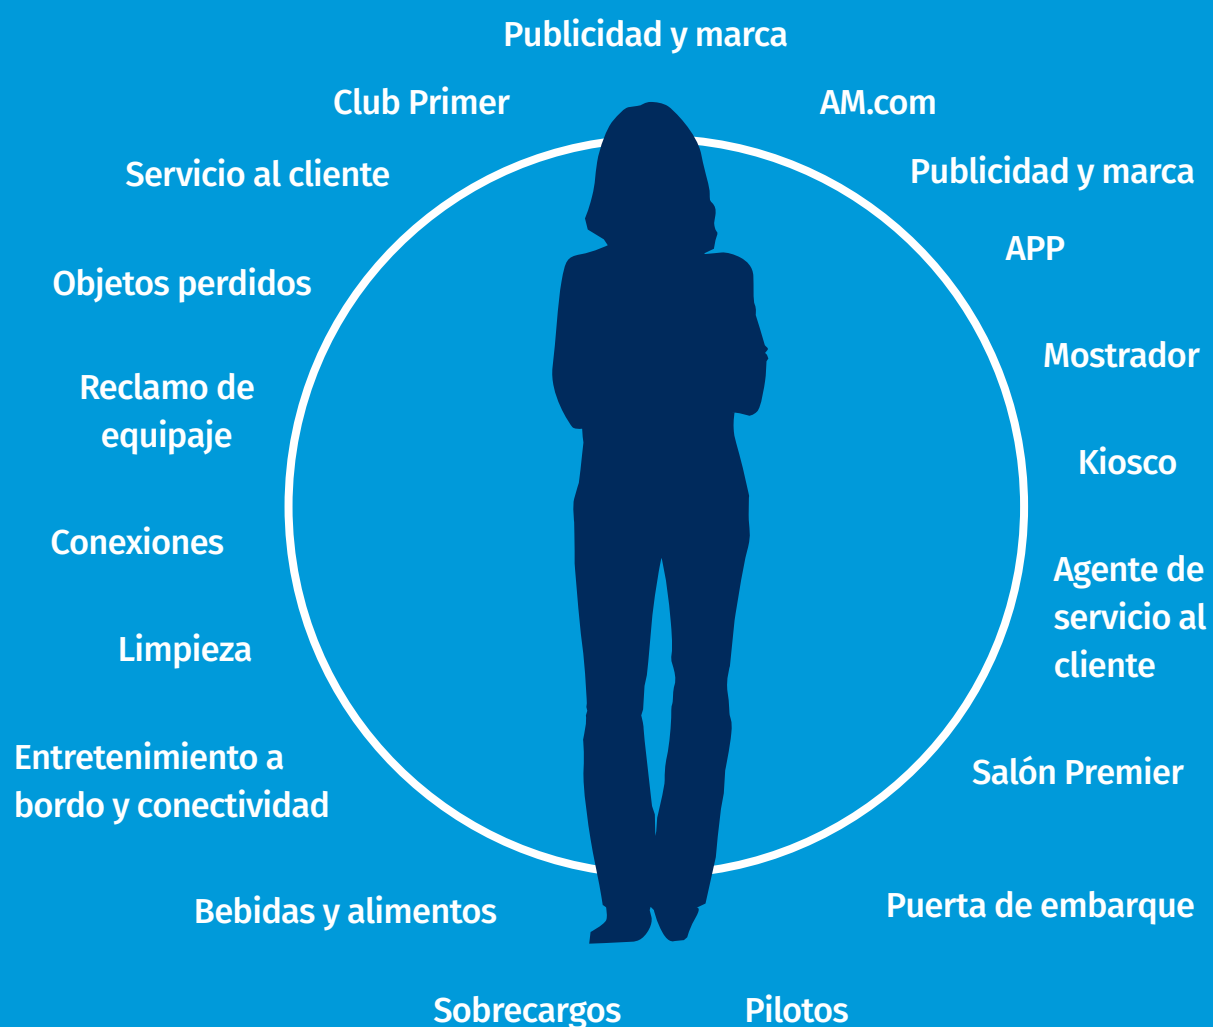 Publicidad y marca
Club Primer
AM.com
Servicio al cliente
Publicidad y marca
APP
Objetos perdidos
Mostrador
Reclamo de
equipaje
Kiosco
Conexiones
Agente de
servicio al
cliente
Limpieza
Entretenimiento a
bordo y conectividad
Salón Premier
Bebidas y alimentos
Puerta de embarque
Sobrecargos
Pilotos